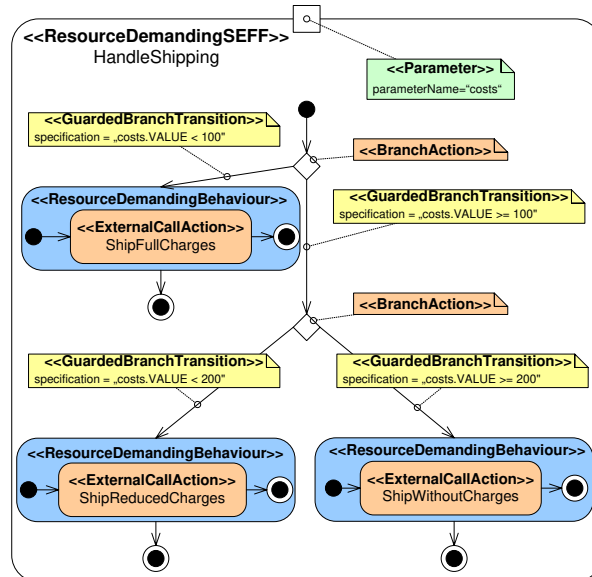 <<ResourceDemandingSEFF>>
HandleShipping
<<Parameter>>
parameterName=“costs“
<<GuardedBranchTransition>>
specification = „costs.VALUE < 100”
<<BranchAction>>
<<ResourceDemandingBehaviour>>
<<ExternalCallAction>>
ShipFullCharges
<<GuardedBranchTransition>>
specification = „costs.VALUE >= 100”
<<BranchAction>>
<<GuardedBranchTransition>>
specification = „costs.VALUE < 200”
<<GuardedBranchTransition>>
specification = „costs.VALUE >= 200”
<<ResourceDemandingBehaviour>>
<<ExternalCallAction>>
ShipReducedCharges
<<ResourceDemandingBehaviour>>
<<ExternalCallAction>>
ShipWithoutCharges